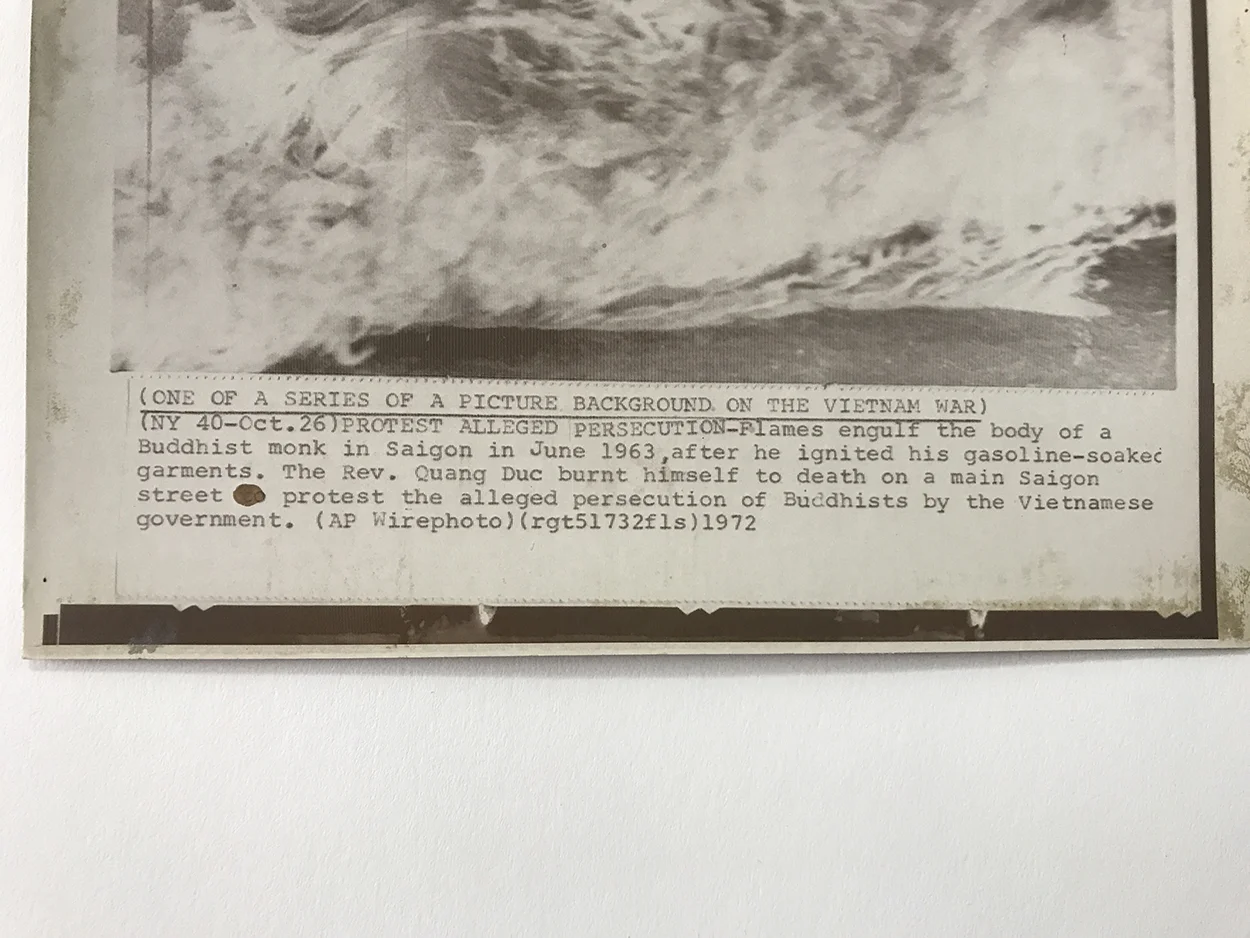 (ONE OF A SERIES OF A PICTURE BACKGROUND ON THE VIETNAM WAR)
(NY 40-Oct.26)PROTEST ALLEGED PERSECUTION-Flames engulf the body of a
Buddhist monk in Saigon in June 1963,after he ignited his gasoline-soaked
garments. The Rev. Quang Duc burnt himself to death on a main Saigon
street protest the alleged persecution of Buddhists by the Vietnamese
government. (AP Wirephoto)(rgt51732fls)1972